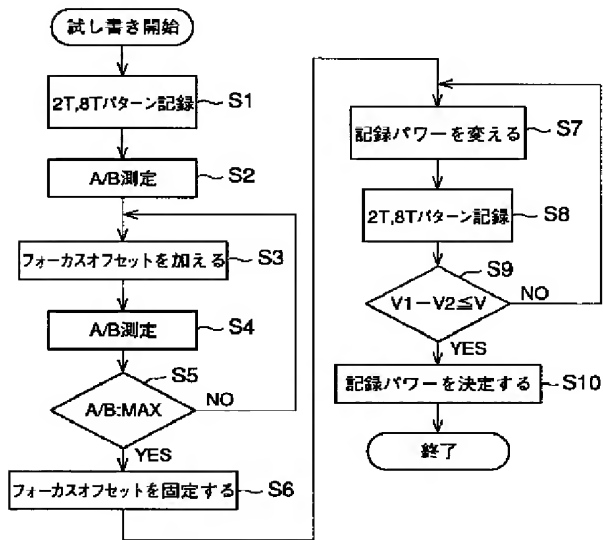 試し書き開始
2T,8Tパターン記録
S1
A/B測定
S2
フォーカスオフセットを加える
S3
A/B測定
S4
S5
A/B:MAX
NO
YES
フォーカスオフセットを固定する
S6
記録パワーを変える
S7
2T,8Tパターン記録
S8
S9
V1−V2≦V
NO
YES
記録パワーを決定する
S10
終了